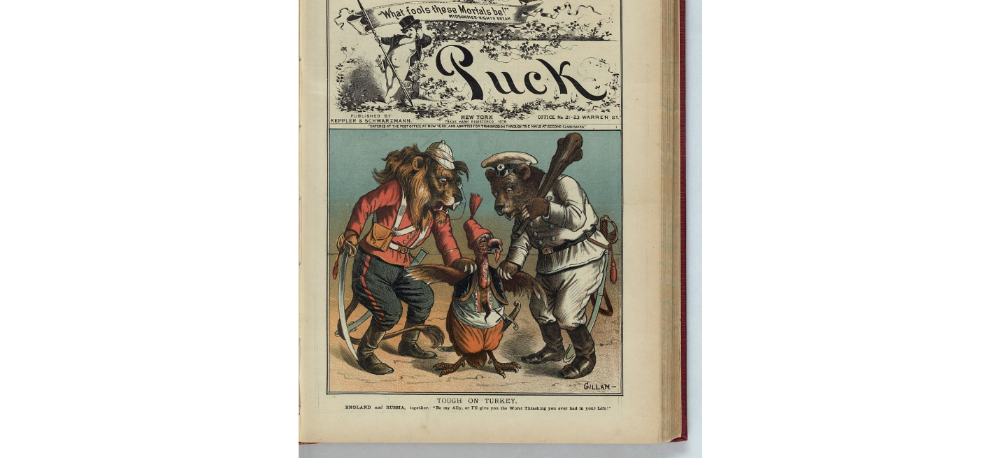 "What fools these Mortals be!"
MIDSUMMER-NIGHTS DREAM
Puck
PUBLISHED BY
KEPPLER & SCHWARZMANN.
NEW YORK
TRADE MARK REGISTERED 1878
OFFICE No. 21-23 WARREN ST.
"ENTERED AT THE POST OFFICE AT NEW YORK, AND ADMITTED FOR TRANSMISSION THROUGH THE MAILS AT SECOND CLASS RATES."
GILLAM-
TOUGH ON TURKEY.
ENGLAND and RUSSIA, together. "Be my Ally, or I'll give you the Worst Thrashing you ever had in your Life!"